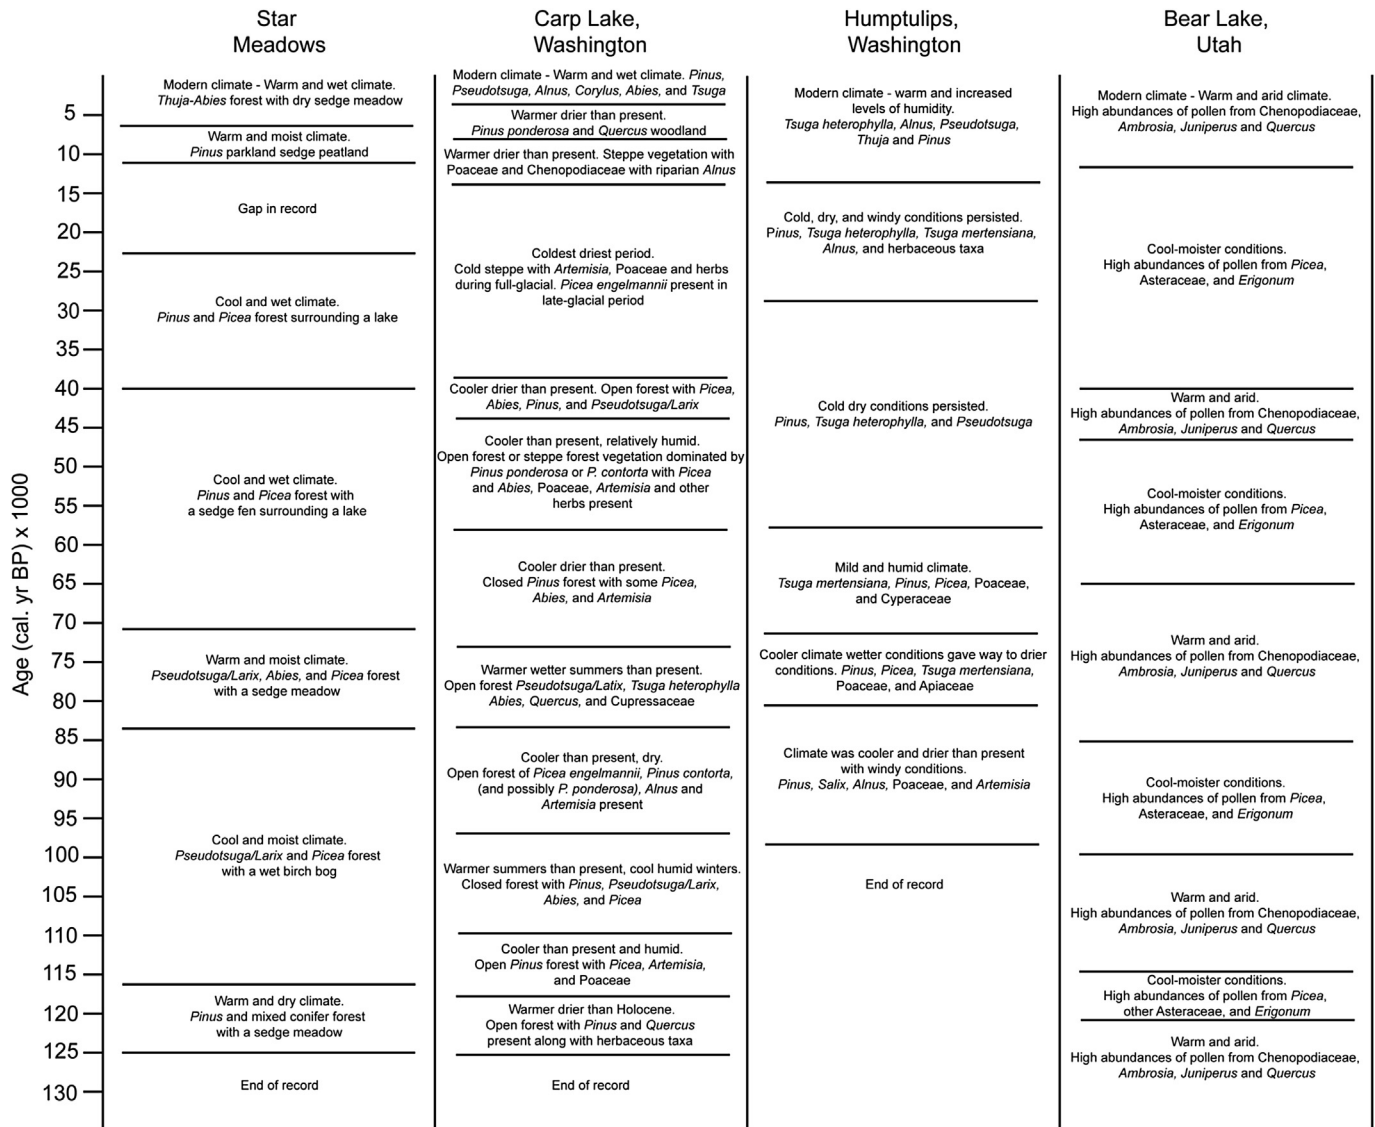 Star
Meadows
Carp Lake,
Washington
Humptulips,
Washington
Bear Lake,
Utah
Age (cal. yr BP) x 1000
5
10
15
20
25
30
35
40
45
50
55
60
65
70
75
80
85
90
95
100
105
110
115
120
125
130
Modern climate - Warm and wet climate.
Thuja-Abies forest with dry sedge meadow
Warm and moist climate.
Pinus parkland sedge peatland
Gap in record
Cool and wet climate.
Pinus and Picea forest surrounding a lake
Cool and wet climate.
Pinus and Picea forest with
a sedge fen surrounding a lake
Warm and moist climate.
Pseudotsuga/Larix, Abies, and Picea forest
with a sedge meadow
Cool and moist climate.
Pseudotsuga/Larix and Picea forest
with a wet birch bog
Warm and dry climate.
Pinus and mixed conifer forest
with a sedge meadow
End of record
Modern climate - Warm and wet climate. Pinus,
Pseudotsuga, Alnus, Corylus, Abies, and Tsuga
Warmer drier than present.
Pinus ponderosa and Quercus woodland
Warmer drier than present. Steppe vegetation with
Poaceae and Chenopodiaceae with riparian Alnus
Coldest driest period.
Cold steppe with Artemisia, Poaceae and herbs
during full-glacial. Picea engelmannii present in
late-glacial period
Cooler drier than present. Open forest with Picea,
Abies, Pinus, and Pseudotsuga/Larix
Cooler than present, relatively humid.
Open forest or steppe forest vegetation dominated by
Pinus ponderosa or P. contorta with Picea
and Abies, Poaceae, Artemisia and other
herbs present
Cooler drier than present.
Closed Pinus forest with some Picea,
Abies, and Artemisia
Warmer wetter summers than present.
Open forest Pseudotsuga/Latix, Tsuga heterophylla
Abies, Quercus, and Cupressaceae
Cooler than present, dry.
Open forest of Picea engelmannii, Pinus contorta,
(and possibly P. ponderosa), Alnus and
Artemisia present
Warmer summers than present, cool humid winters.
Closed forest with Pinus, Pseudotsuga/Larix,
Abies, and Picea
Cooler than present and humid.
Open Pinus forest with Picea, Artemisia,
and Poaceae
Warmer drier than Holocene.
Open forest with Pinus and Quercus
present along with herbaceous taxa
End of record
Modern climate - warm and increased
levels of humidity.
Tsuga heterophylla, Alnus, Pseudotsuga,
Thuja and Pinus
Cold, dry, and windy conditions persisted.
Pinus, Tsuga heterophylla, Tsuga mertensiana,
Alnus, and herbaceous taxa
Cold dry conditions persisted.
Pinus, Tsuga heterophylla, and Pseudotsuga
Mild and humid climate.
Tsuga mertensiana, Pinus, Picea, Poaceae,
and Cyperaceae
Cooler climate wetter conditions gave way to drier
conditions. Pinus, Picea, Tsuga mertensiana,
Poaceae, and Apiaceae
Climate was cooler and drier than present
with windy conditions.
Pinus, Salix, Alnus, Poaceae, and Artemisia
End of record
Modern climate - Warm and arid climate.
High abundances of pollen from Chenopodiaceae,
Ambrosia, Juniperus and Quercus
Cool-moister conditions.
High abundances of pollen from Picea,
Asteraceae, and Erigonum
Warm and arid.
High abundances of pollen from Chenopodiaceae,
Ambrosia, Juniperus and Quercus
Cool-moister conditions.
High abundances of pollen from Picea,
Asteraceae, and Erigonum
Warm and arid.
High abundances of pollen from Chenopodiaceae,
Ambrosia, Juniperus and Quercus
Cool-moister conditions.
High abundances of pollen from Picea,
Asteraceae, and Erigonum
Warm and arid.
High abundances of pollen from Chenopodiaceae,
Ambrosia, Juniperus and Quercus
Cool-moister conditions.
High abundances of pollen from Picea,
other Asteraceae, and Erigonum
Warm and arid.
High abundances of pollen from Chenopodiaceae,
Ambrosia, Juniperus and Quercus